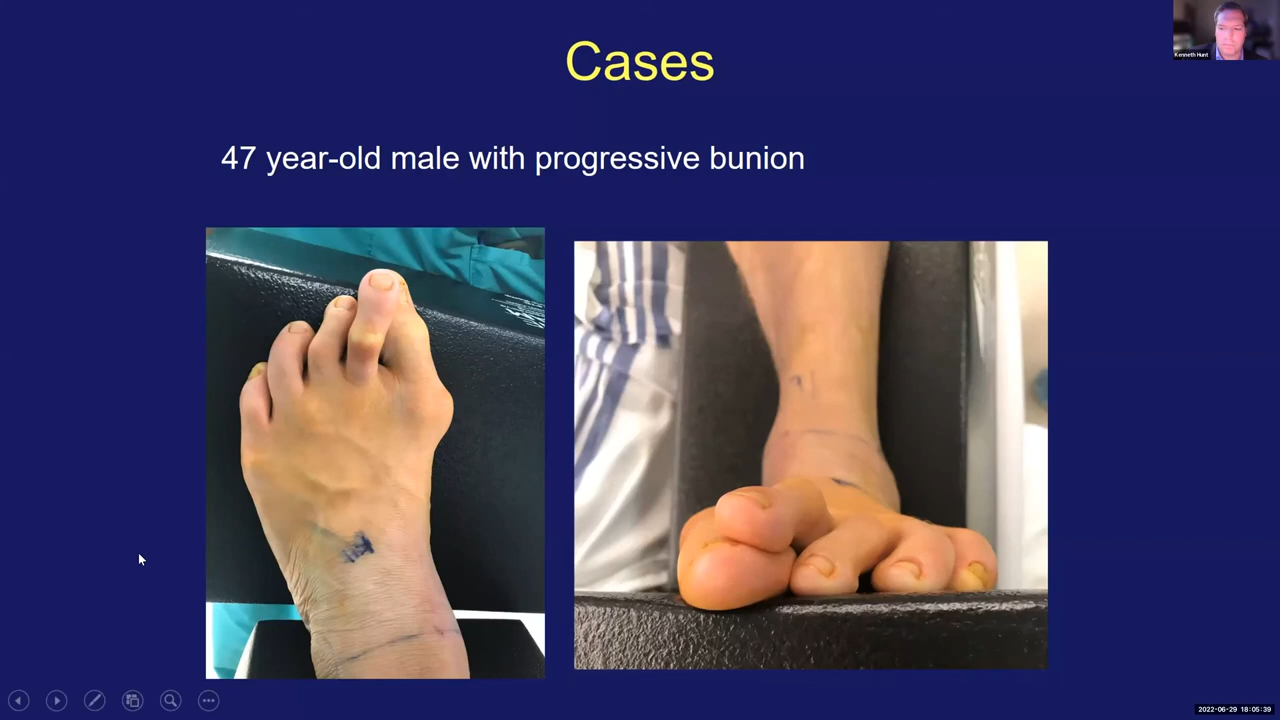 Cases
Kenneth Hunt
47 year-old male with progressive bunion
2022-06-29 18:05:39